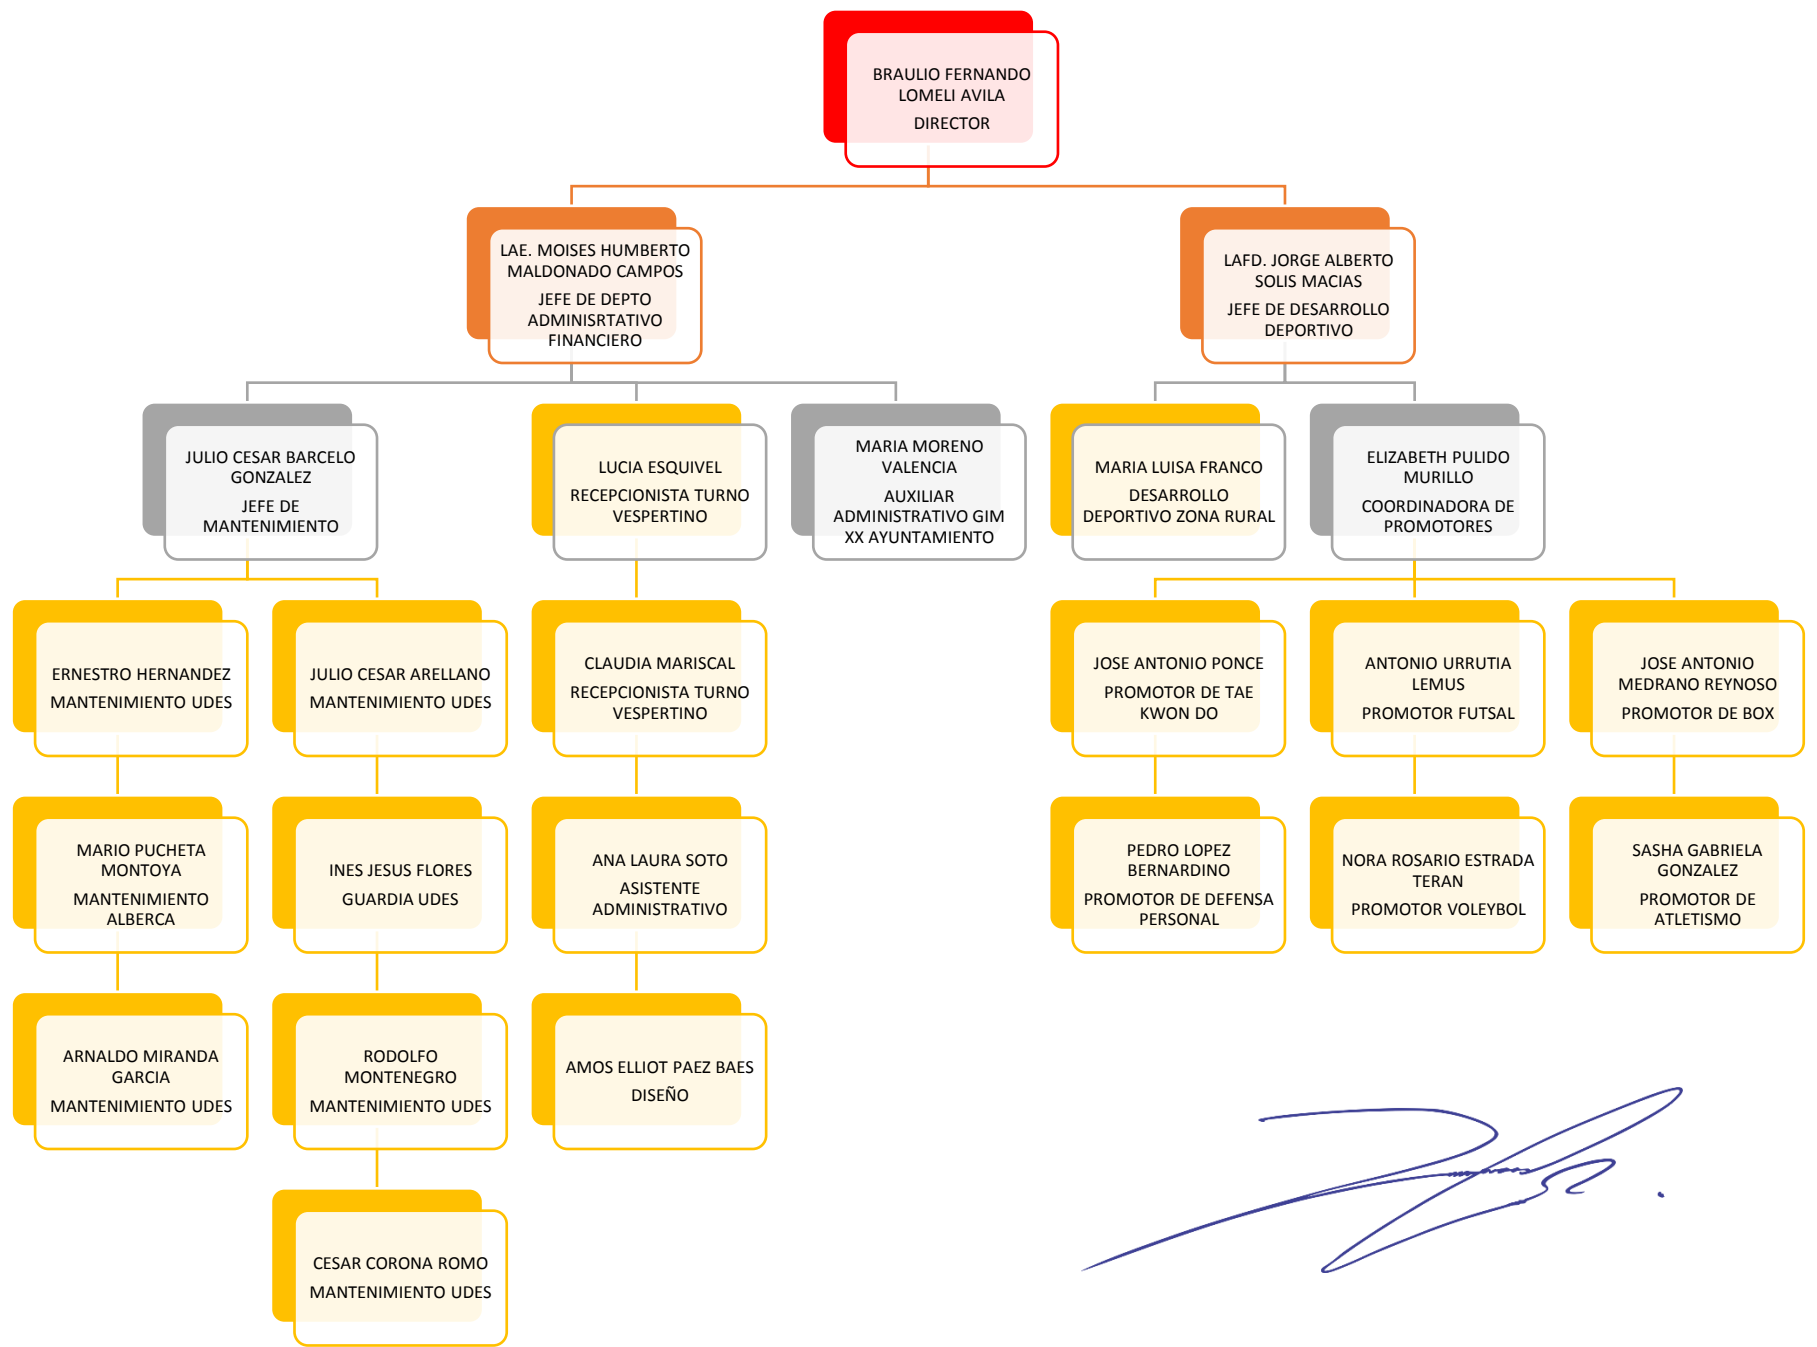 BRAULIO FERNANDO
LOMELI AVILA
DIRECTOR
LAE. MOISES HUMBERTO
MALDONADO CAMPOS
JEFE DE DEPTO
ADMINISRTATIVO
FINANCIERO
LAFD. JORGE ALBERTO
SOLIS MACIAS
JEFE DE DESARROLLO
DEPORTIVO
JULIO CESAR BARCELO
GONZALEZ
JEFE DE
MANTENIMIENTO
LUCIA ESQUIVEL
RECEPCIONISTA TURNO
VESPERTINO
MARIA MORENO
VALENCIA
AUXILIAR
ADMINISTRATIVO GIM
XX AYUNTAMIENTO
MARIA LUISA FRANCO
DESARROLLO
DEPORTIVO ZONA RURAL
ELIZABETH PULIDO
MURILLO
COORDINADORA DE
PROMOTORES
ERNESTRO HERNANDEZ
MANTENIMIENTO UDES
JULIO CESAR ARELLANO
MANTENIMIENTO UDES
CLAUDIA MARISCAL
RECEPCIONISTA TURNO
VESPERTINO
JOSE ANTONIO PONCE
PROMOTOR DE TAE
KWON DO
ANTONIO URRUTIA
LEMUS
PROMOTOR FUTSAL
JOSE ANTONIO
MEDRANO REYNOSO
PROMOTOR DE BOX
MARIO PUCHETA
MONTOYA
MANTENIMIENTO
ALBERCA
INES JESUS FLORES
GUARDIA UDES
ANA LAURA SOTO
ASISTENTE
ADMINISTRATIVO
PEDRO LOPEZ
BERNARDINO
PROMOTOR DE DEFENSA
PERSONAL
NORA ROSARIO ESTRADA
TERAN
PROMOTOR VOLEYBOL
SASHA GABRIELA
GONZALEZ
PROMOTOR DE
ATLETISMO
ARNALDO MIRANDA
GARCIA
MANTENIMIENTO UDES
RODOLFO
MONTENEGRO
MANTENIMIENTO UDES
AMOS ELLIOT PAEZ BAES
DISEÑO
CESAR CORONA ROMO
MANTENIMIENTO UDES